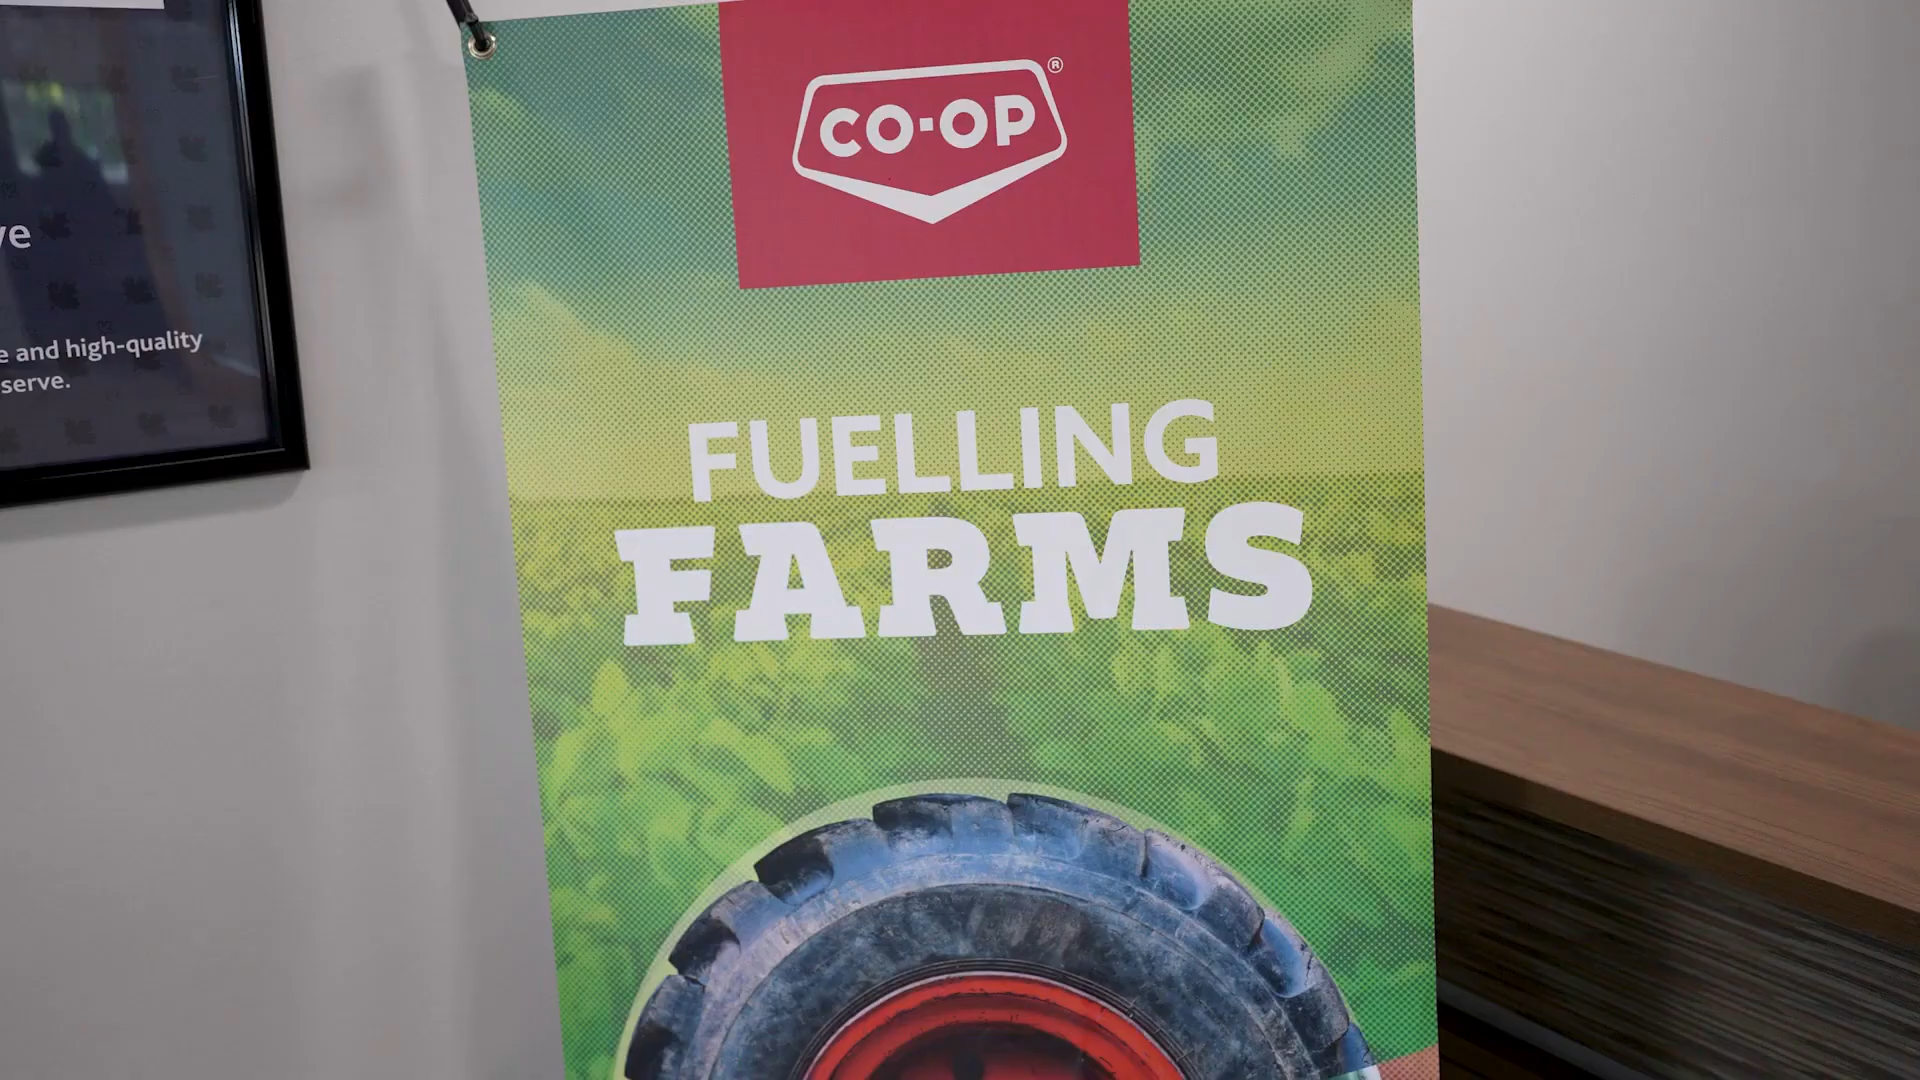 CO-OP®
FUELLING
FARMS
and high-quality
serve.